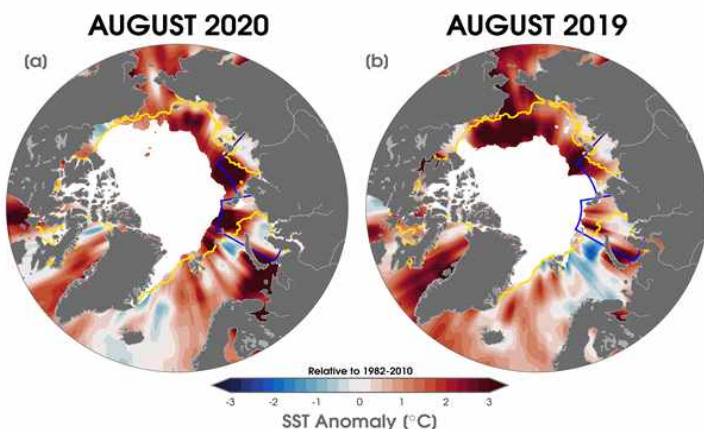 AUGUST 2020
AUGUST 2019
(a)
(b)
Relative to 1982-2010
-3 -2 -1 0 1 2 3
SST Anomaly (°C)